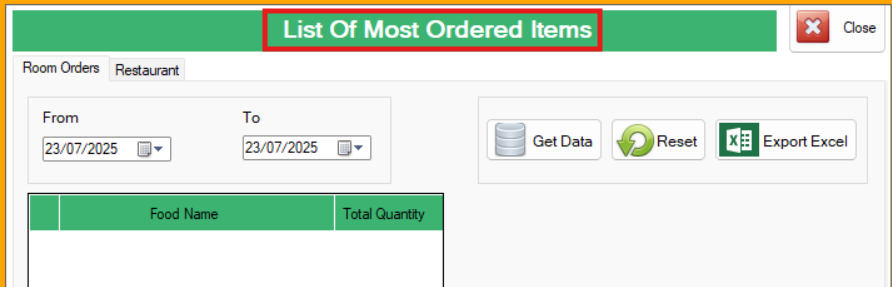 List Of Most Ordered Items
Close
Room Orders Restaurant
From To
23/07/2025 23/07/2025
Get Data Reset Export Excel
Food Name Total Quantity